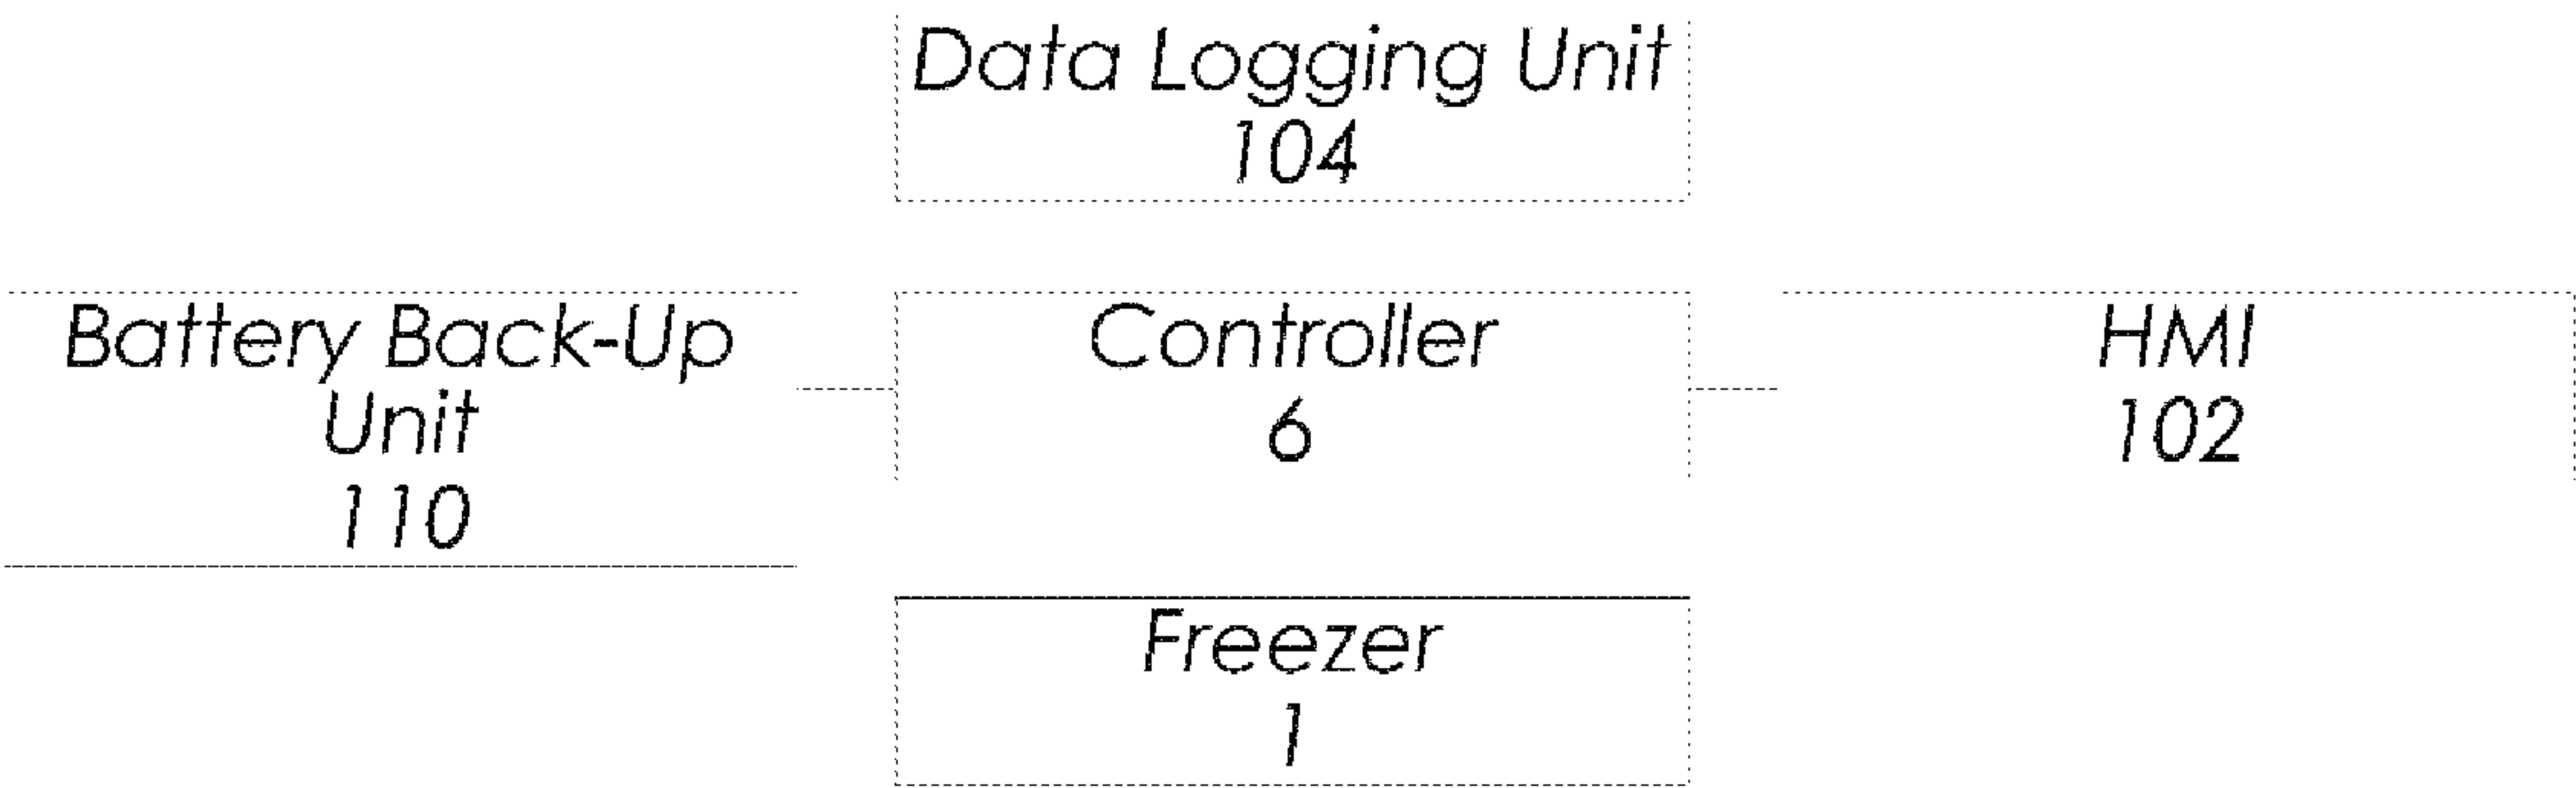 Data Logging Unit
104
Battery Back-Up
Unit
110
Controller
6
HMI
102
Freezer
1